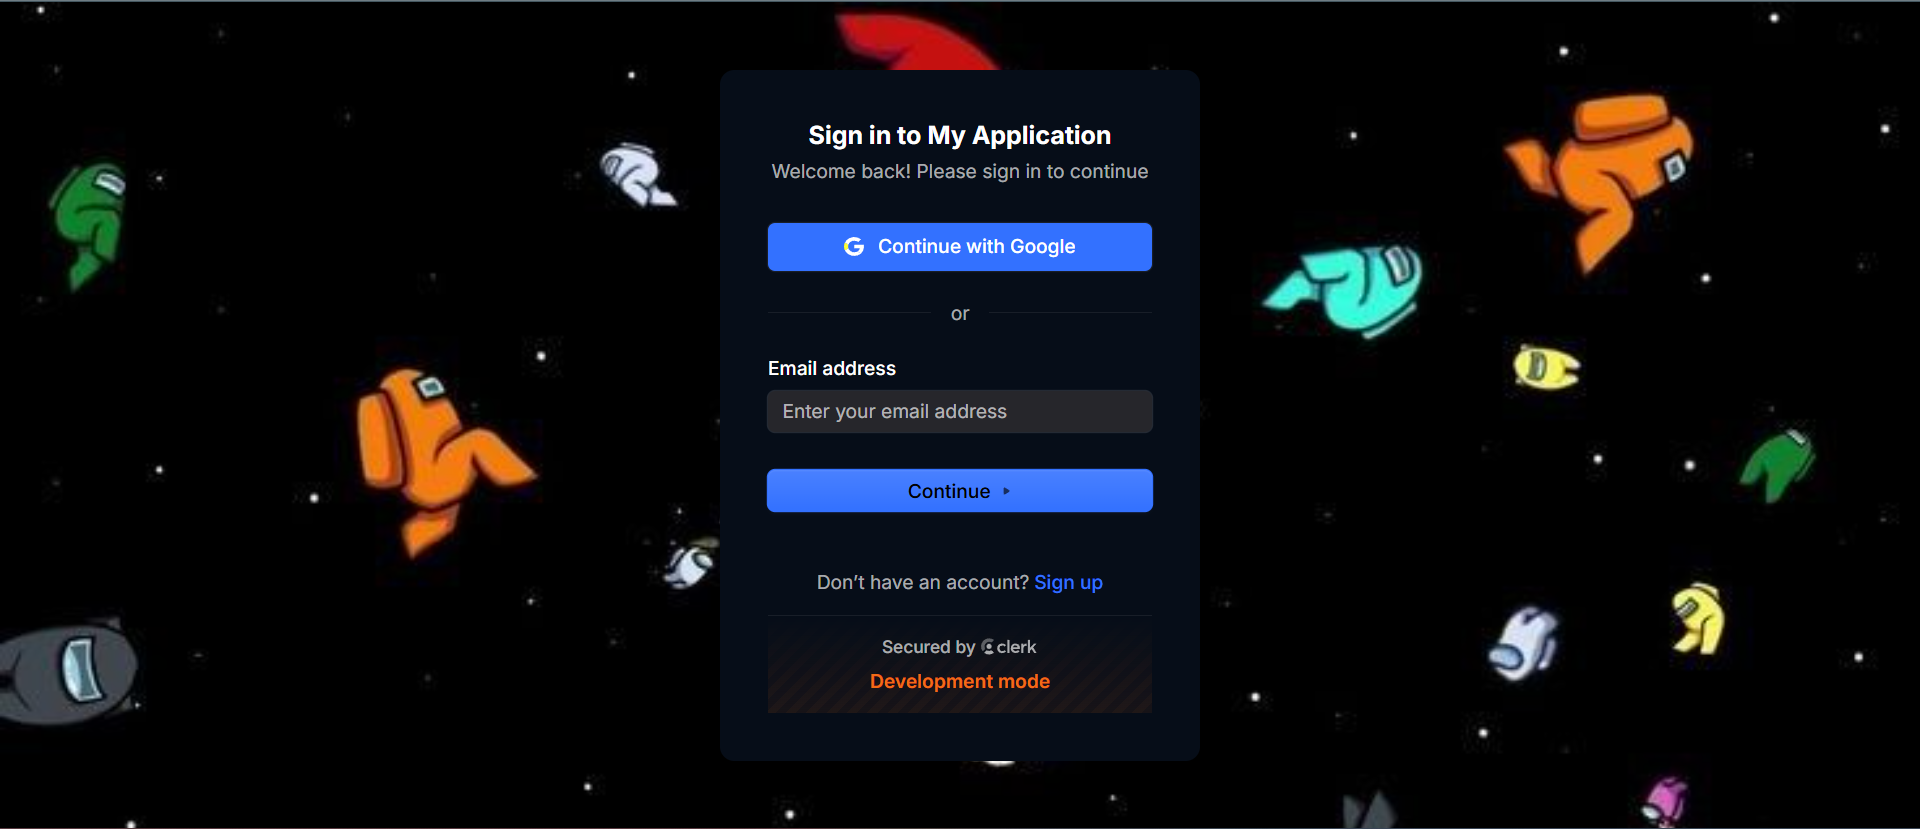 Sign in to My Application
Welcome back! Please sign in to continue
Continue with Google
or
Email address
Enter your email address
Continue
Don’t have an account? Sign up
Secured by clerk
Development mode